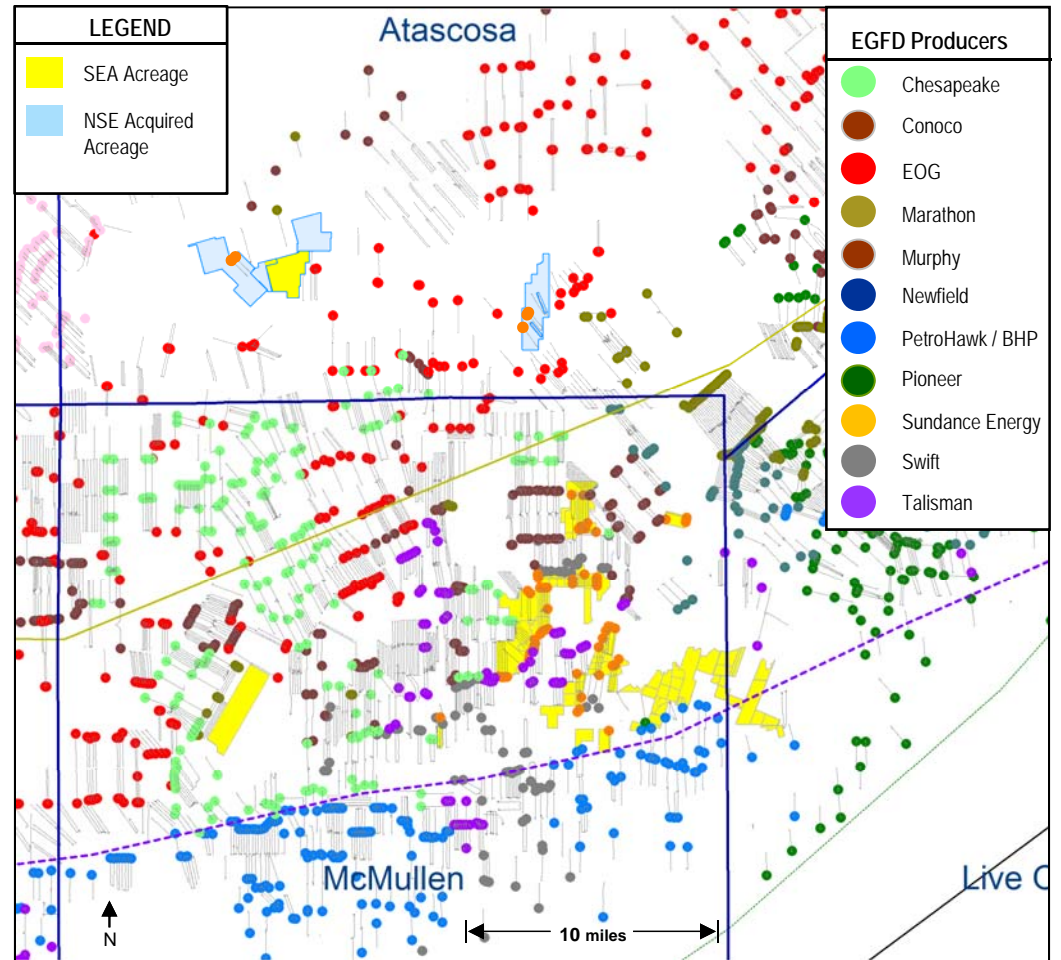 LEGEND
SEA Acreage
NSE Acquired
Acreage
Atascosa
EGFD Producers
Chesapeake
Conoco
EOG
Marathon
Murphy
Newfield
PetroHawk / BHP
Pioneer
Sundance Energy
Swift
Talisman
McMullen
Live C
N
10 miles